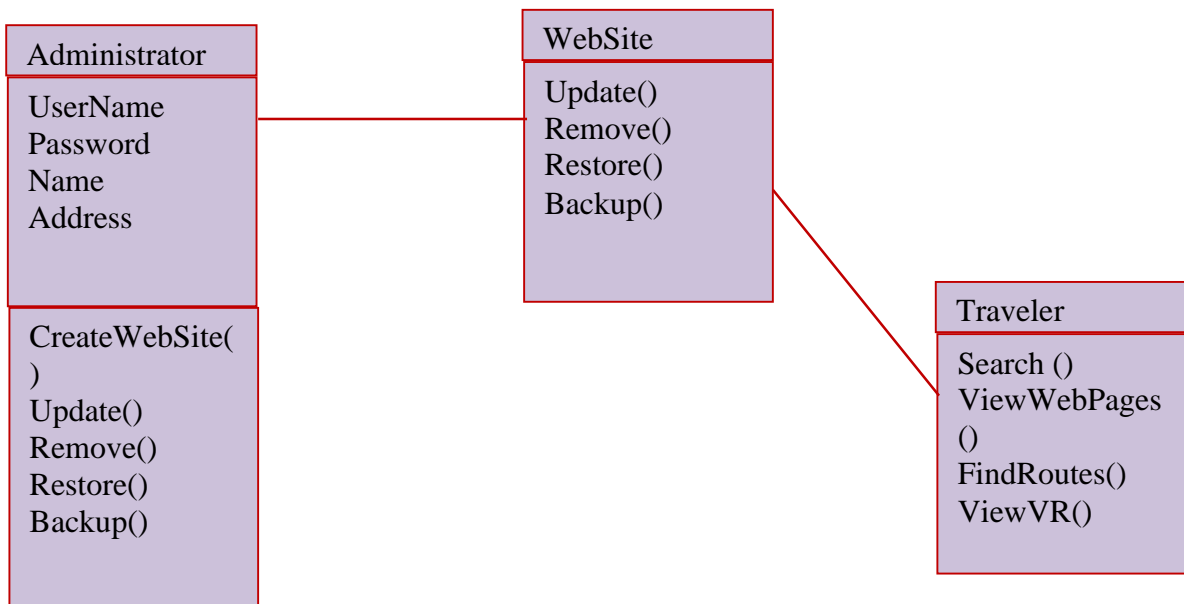 Administrator
UserName
Password
Name
Address
CreateWebSite(
)
Update()
Remove()
Restore()
Backup()
WebSite
Update()
Remove()
Restore()
Backup()
Traveler
Search ()
ViewWebPages
()
FindRoutes()
ViewVR()